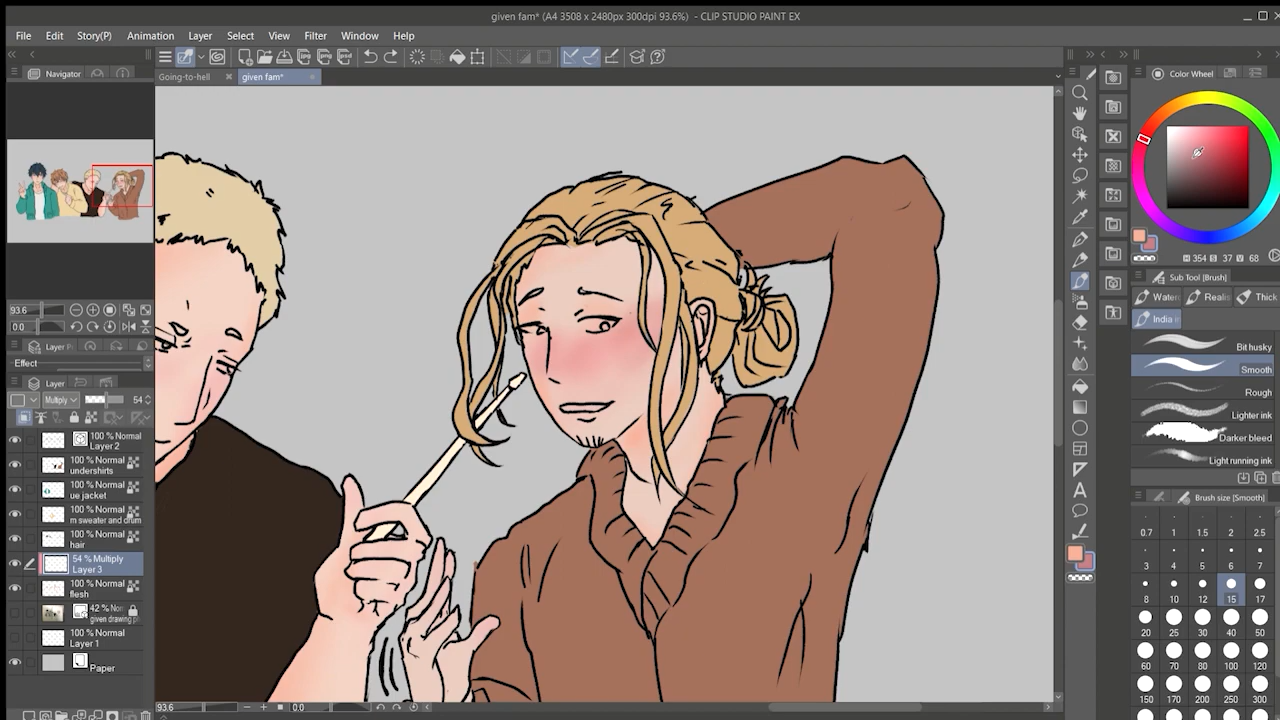 given fam* (A4 3508 x 2480px 300dpi 93.6%) - CLIP STUDIO PAINT EX
File Edit Story(P) Animation Layer Select View Filter Window Help
Going-to-hell given fam*
Navigator
93.6
0.0
Layer Pr
Effect
Layer
Multiply 54
100 % Normal
Layer 2
100 % Normal
undershirts
100 % Normal
ue jacket
100 % Normal
m sweater and drum
100 % Normal
hair
54 % Multiply
Layer 3
100 % Normal
flesh
42 % Nor
given drawing p
100 % Normal
Layer 1
Paper
93.6 0.0
Color Wheel
H 354 S 37 V 68
Sub Tool [Brush]
Water Realis Thick
India in
Bit husky
Smooth
Rough
Lighter ink
Darker bleed
Light running ink
Brush size [Smooth]
0.7 1 1.5 2 2.5
3 4 5 6 7
8 10 12 15 17
20 25 30 40 50
60 70 80 100 120
150 170 200 250 300